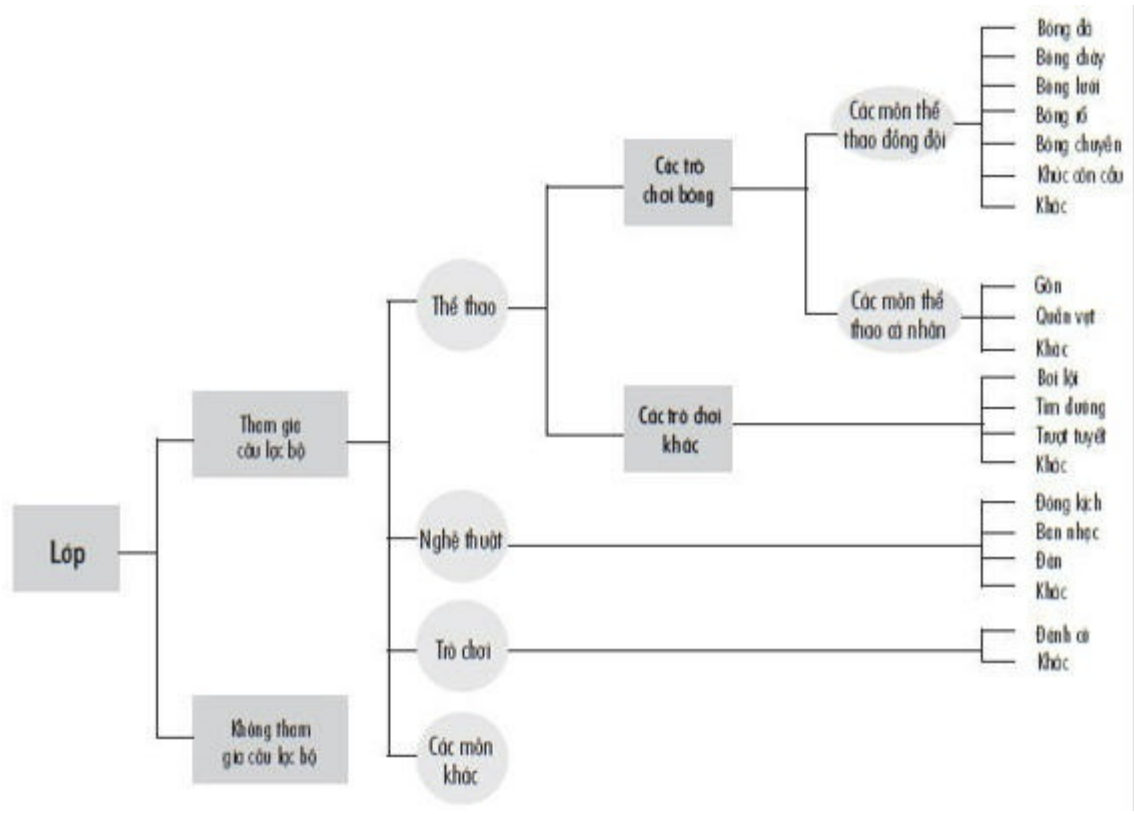 Lớp
Tham gia
câu lạc bộ
Không tham
gia câu lạc bộ
Thể thao
Nghệ thuật
Trò chơi
Các môn
khác
Các trò
chơi bóng
Các trò chơi
khác
Các môn thể
thao đồng đội
Các môn thể
thao cá nhân
Bóng đá
Bóng chày
Bóng lưới
Bóng rổ
Bóng chuyền
Khúc côn cầu
Khác
Gôn
Quần vợt
Khác
Bơi lội
Tìm đường
Trượt tuyết
Khác
Đóng kịch
Ban nhạc
Đàn
Khác
Đánh cờ
Khác